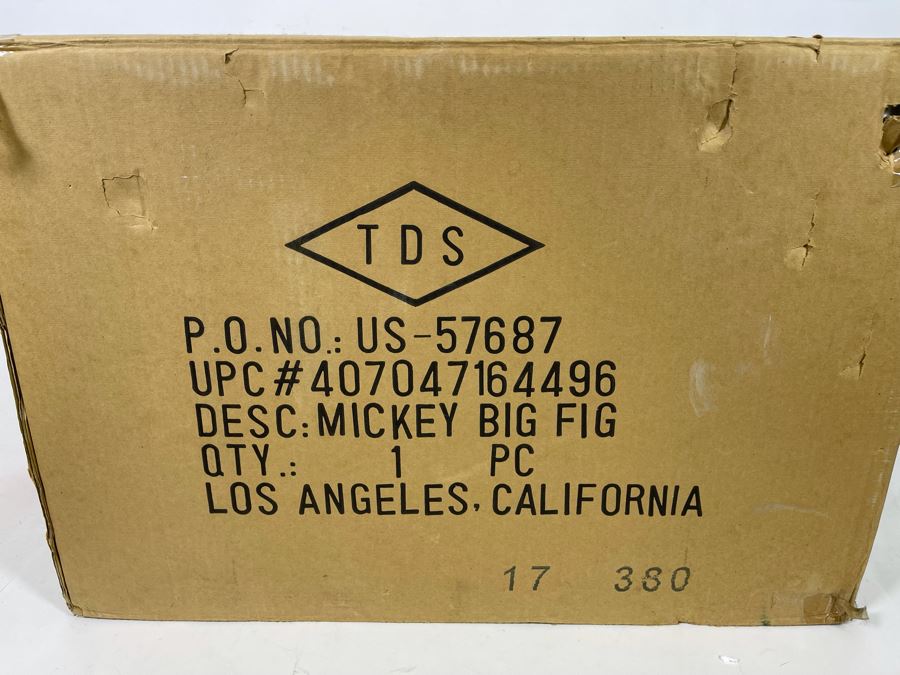 TDS
P.O.NO.: US-57687
UPC#407047164496
DESC:MICKEY BIG FIG
QTY.: 1 PC
LOS ANGELES, CALIFORNIA
17 380